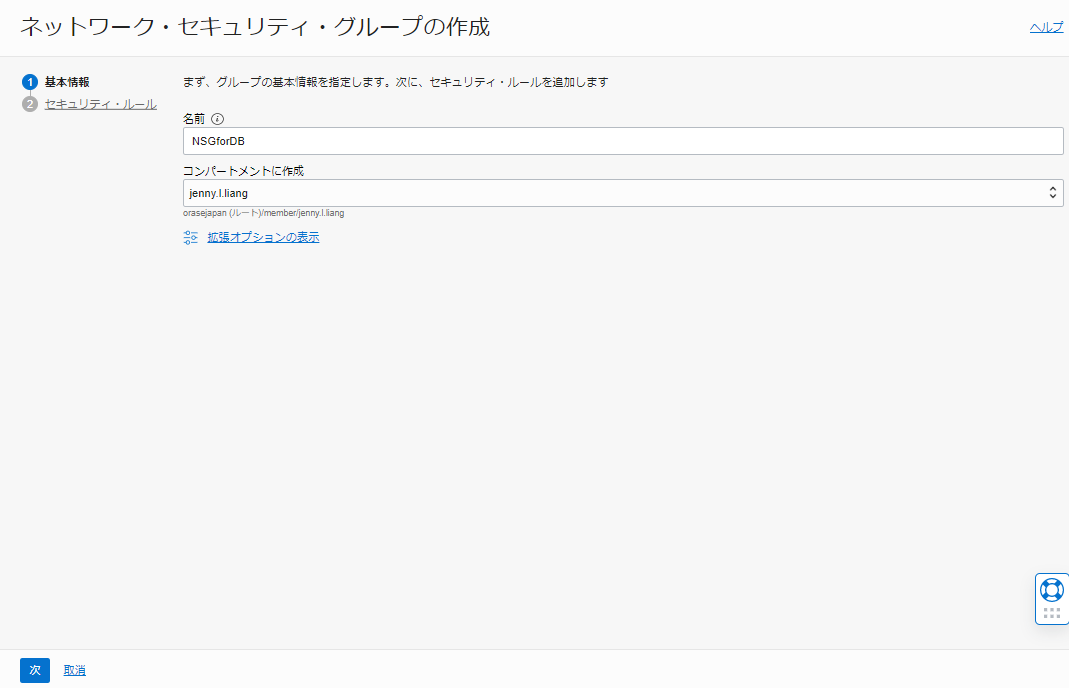 ネットワーク・セキュリティ・グループの作成
ヘルプ
1 基本情報
2 セキュリティ・ルール
まず、グループの基本情報を指定します。次に、セキュリティ・ルールを追加します
名前
NSGforDB
コンパートメントに作成
jenny.l.liang
orasejapan (ルート)/member/jenny.l.liang
拡張オプションの表示
次
取消